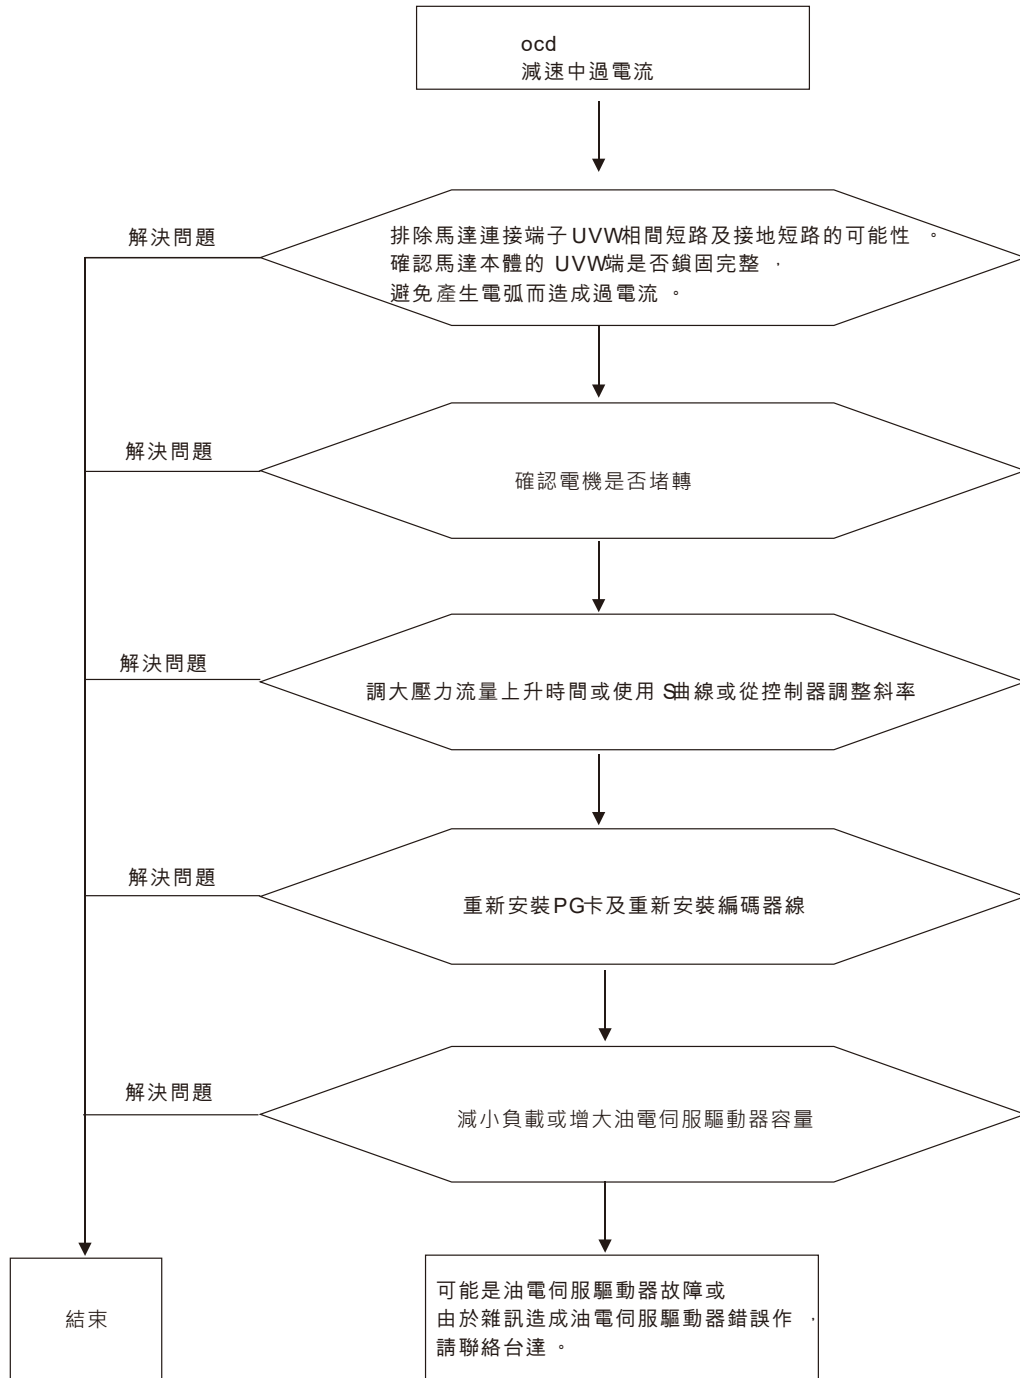 ocd
減速中過電流
解決問題
排除馬達連接端子UVW相間短路及接地短路的可能性。
確認馬達本體的 UVW端是否鎖固完整，
避免產生電弧而造成過電流。
解決問題
確認電機是否堵轉
解決問題
調大壓力流量上升時間或使用 S曲線或從控制器調整斜率
解決問題
重新安裝PG卡及重新安裝編碼器線
解決問題
減小負載或增大油電伺服驅動器容量
結束
可能是油電伺服驅動器故障或
由於雜訊造成油電伺服驅動器錯誤作，
請聯絡台達。